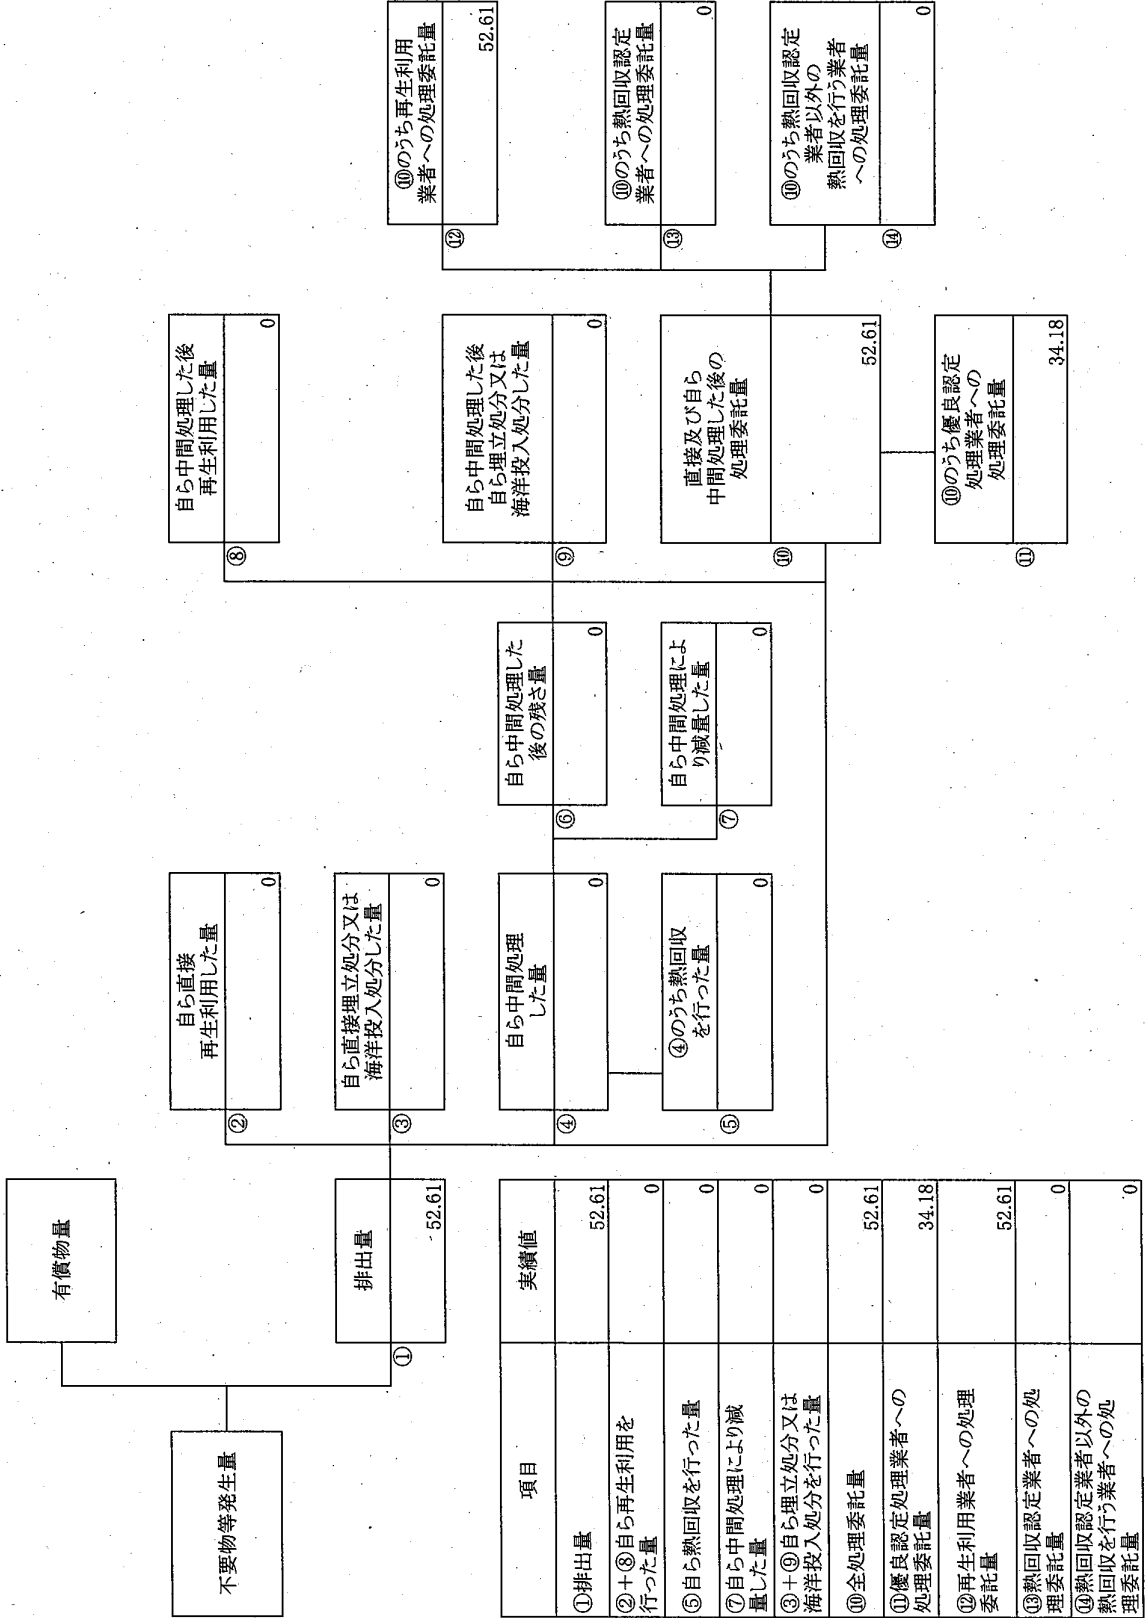 不要物等発生量
有償物量
排出量
①
52.61
自ら直接
再生利用した量
②
0
自ら直接埋立処分又は
海洋投入処分した量
③
0
自ら中間処理
した量
④
0
④のうち熱回収
を行った量
⑤
0
自ら中間処理した
後の残さ量
⑥
0
自ら中間処理によ
り減量した量
⑦
0
自ら中間処理した後
再生利用した量
⑧
0
自ら中間処理した後
自ら埋立処分又は
海洋投入処分した量
⑨
0
直接及び自ら
中間処理した後の
処理委託量
⑩
52.61
⑩のうち優良認定
処理業者への
処理委託量
⑪
34.18
⑩のうち再生利用
業者への処理委託量
⑫
52.61
⑩のうち熱回収認定
業者への処理委託量
⑬
0
⑩のうち熱回収認定
業者以外の
熱回収を行う業者
への処理委託量
⑭
0
項目 実績値
①排出量 52.61
②+⑧自ら再生利用を 0
行った量
⑤自ら熱回収を行った量 0
⑦自ら中間処理により減 0
量した量
③+⑨自ら埋立処分又は 0
海洋投入処分を行った量
⑩全処理委託量 52.61
⑪優良認定処理業者への 34.18
処理委託量
⑫再生利用業者への処理 52.61
委託量
⑬熱回収認定業者への処 0
理委託量
⑭熱回収認定業者以外の 0
熱回収を行う業者への処
理委託量